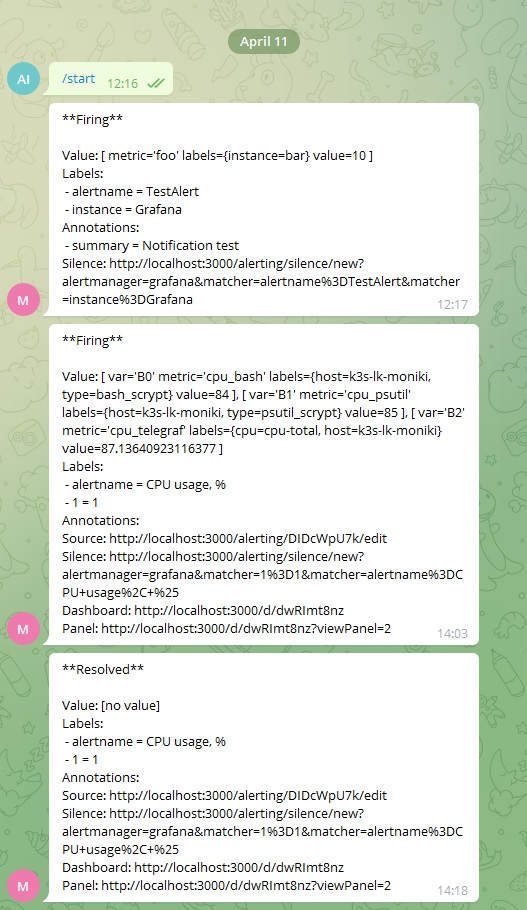 April 11
AI
/start 12:16
**Firing**
Value: [ metric='foo' labels={instance=bar} value=10 ]
Labels:
- alertname = TestAlert
- instance = Grafana
Annotations:
- summary = Notification test
Silence: http://localhost:3000/alerting/silence/new?
alertmanager=grafana&matcher=alertname%3DTestAlert&matcher
=instance%3DGrafana
M
12:17
**Firing**
Value: [ var='B0' metric='cpu_bash' labels={host=k3s-lk-moniki,
type=bash_scrypt} value=84 ], [ var='B1' metric='cpu_psutil'
labels={host=k3s-lk-moniki, type=psutil_scrypt} value=85 ], [ var='B2'
metric='cpu_telegraf' labels={cpu=cpu-total, host=k3s-lk-moniki}
value=87.13640923116377 ]
Labels:
- alertname = CPU usage, %
- 1 = 1
Annotations:
Source: http://localhost:3000/alerting/DIDcWpU7k/edit
Silence: http://localhost:3000/alerting/silence/new?
alertmanager=grafana&matcher=1%3D1&matcher=alertname%3DC
PU+usage%2C+%25
Dashboard: http://localhost:3000/d/dwRImt8nz
Panel: http://localhost:3000/d/dwRImt8nz?viewPanel=2
M
14:03
**Resolved**
Value: [no value]
Labels:
- alertname = CPU usage, %
- 1 = 1
Annotations:
Source: http://localhost:3000/alerting/DIDcWpU7k/edit
Silence: http://localhost:3000/alerting/silence/new?
alertmanager=grafana&matcher=1%3D1&matcher=alertname%3DC
PU+usage%2C+%25
Dashboard: http://localhost:3000/d/dwRImt8nz
Panel: http://localhost:3000/d/dwRImt8nz?viewPanel=2
M
14:18